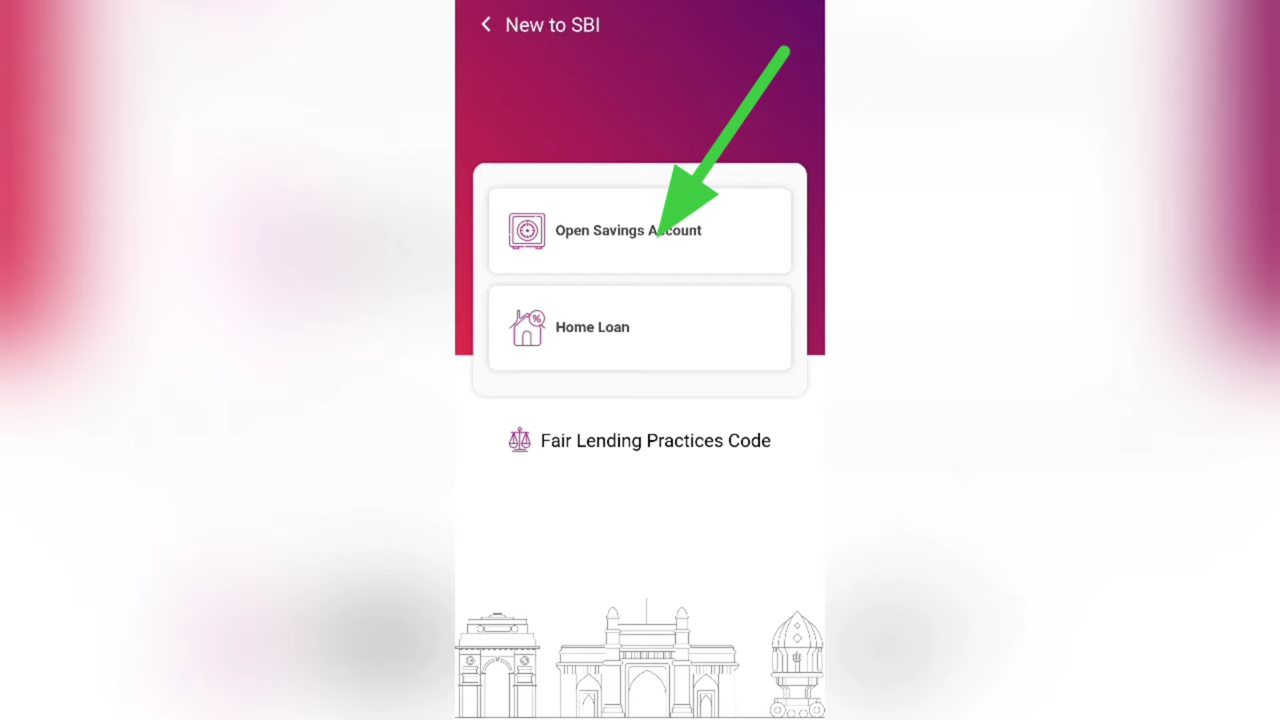 New to SBI
Open Savings Account
Home Loan
Fair Lending Practices Code